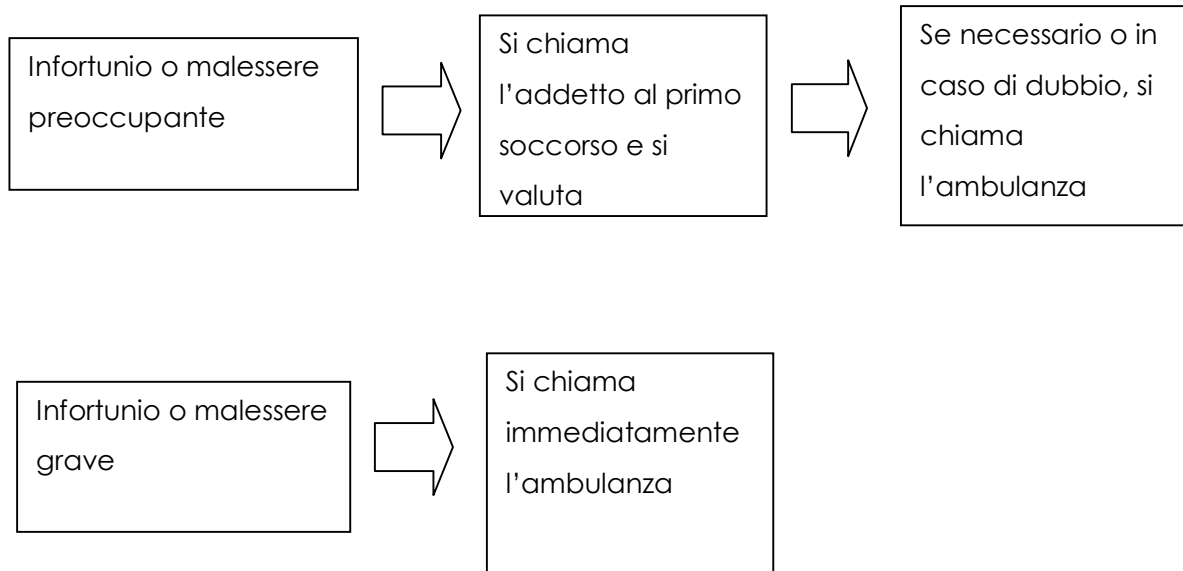 Infortunio o malessere
preoccupante
Si chiama
l’addetto al primo
soccorso e si
valuta
Se necessario o in
caso di dubbio, si
chiama
l’ambulanza
Infortunio o malessere
grave
Si chiama
immediatamente
l’ambulanza